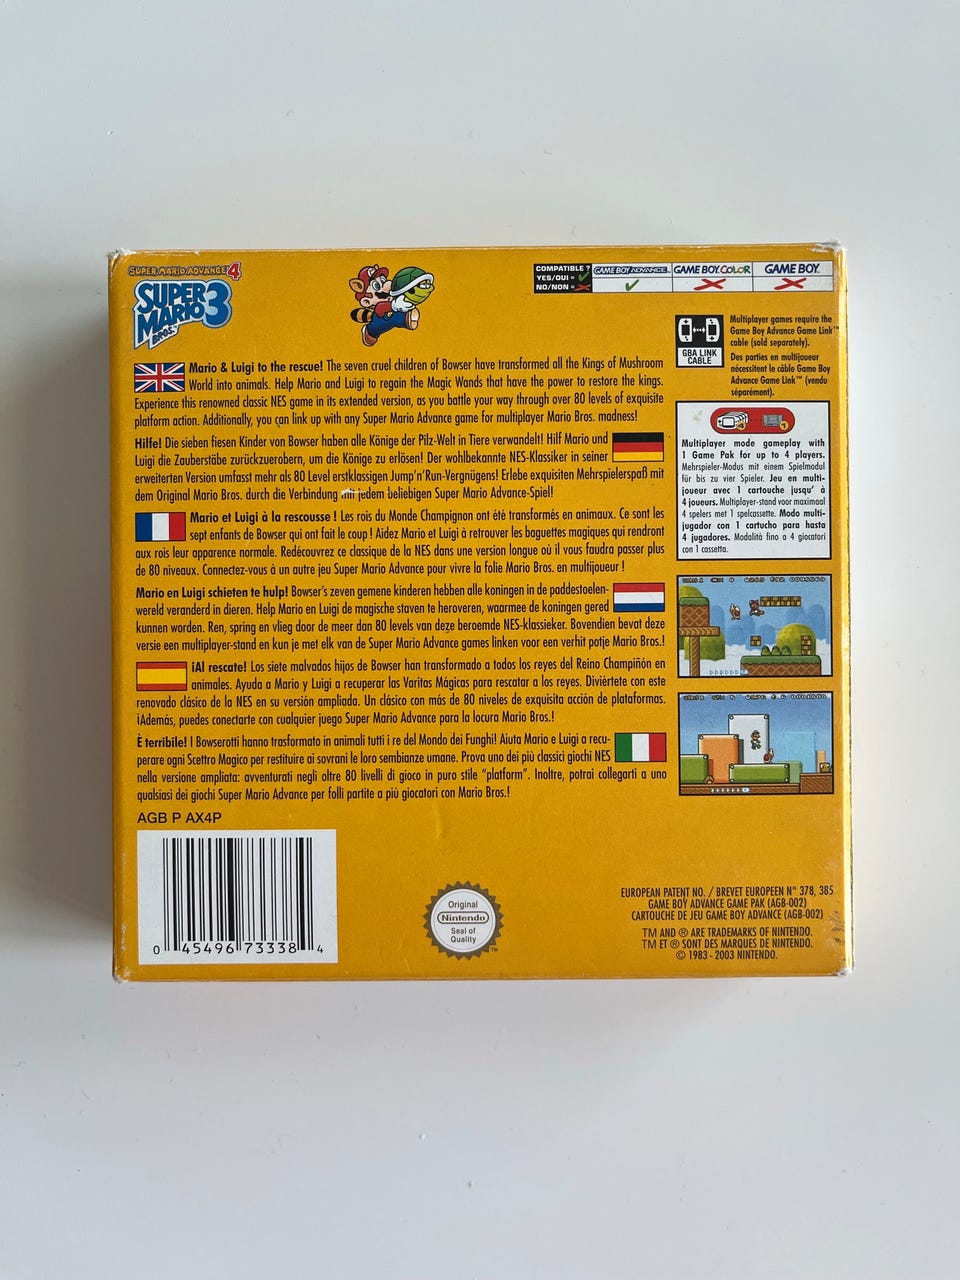 SUPER MARIO ADVANCE 4
SUPER
MARIO 3
BROS.™
COMPATIBLE ?
YES/OUI =
NO/NON =
GAME BOY ADVANCE
GAME BOY COLOR
GAME BOY
GBA LINK
CABLE
Multiplayer games require the
Game Boy Advance Game Link™
cable (sold separately).
Des parties en multijoueur
nécessitent le câble Game Boy
Advance Game Link™ (vendu
séparément).
Mario & Luigi to the rescue! The seven cruel children of Bowser have transformed all the Kings of Mushroom
World into animals. Help Mario and Luigi to regain the Magic Wands that have the power to restore the kings.
Experience this renowned classic NES game in its extended version, as you battle your way through over 80 levels of exquisite
platform action. Additionally, you can link up with any Super Mario Advance game for multiplayer Mario Bros. madness!
Hilfe! Die sieben fiesen Kinder von Bowser haben alle Könige der Pilz-Welt in Tiere verwandelt! Hilf Mario und
Luigi die Zauberstäbe zurückzuerobern, um die Könige zu erlösen! Der wohlbekannte NES-Klassiker in seiner
erweiterten Version umfasst mehr als 80 Level erstklassigen Jump'n'Run-Vergnügens! Erlebe exquisiten Mehrspielerspaß mit
dem Original Mario Bros. durch die Verbindung mit jedem beliebigen Super Mario Advance-Spiel!
Mario et Luigi à la rescousse ! Les rois du Monde Champignon ont été transformés en animaux. Ce sont les
sept enfants de Bowser qui ont fait le coup ! Aidez Mario et Luigi à retrouver les baguettes magiques qui rendront
aux rois leur apparence normale. Redécouvrez ce classique de la NES dans une version longue où il vous faudra passer plus
de 80 niveaux. Connectez-vous à un autre jeu Super Mario Advance pour vivre la folie Mario Bros. en multijoueur !
Mario en Luigi schieten te hulp! Bowser's zeven gemene kinderen hebben alle koningen in de paddestoelen-
wereld veranderd in dieren. Help Mario en Luigi de magische staven te heroveren, waarmee de koningen gered
kunnen worden. Ren, spring en vlieg door de meer dan 80 levels van deze beroemde NES-klassieker. Bovendien bevat deze
versie een multiplayer-stand en kun je met elk van de Super Mario Advance games linken voor een verhit potje Mario Bros.!
¡Al rescate! Los siete malvados hijos de Bowser han transformado a todos los reyes del Reino Champiñón en
animales. Ayuda a Mario y Luigi a recuperar las Varitas Mágicas para rescatar a los reyes. Diviértete con este
renovado clásico de la NES en su versión ampliada. Un clásico con más de 80 niveles de exquisita acción de plataformas.
¡Además, puedes conectarte con cualquier juego Super Mario Advance para la locura Mario Bros.!
È terribile! I Bowserotti hanno trasformato in animali tutti i re del Mondo dei Funghi! Aiuta Mario e Luigi a recu-
perare ogni Scettro Magico per restituire ai sovrani le loro sembianze umane. Prova uno dei più classici giochi NES
nella versione ampliata: avventurati negli oltre 80 livelli di gioco in puro stile "platform". Inoltre, potrai collegarti a uno
qualsiasi dei giochi Super Mario Advance per folli partite a più giocatori con Mario Bros.!
Multiplayer mode gameplay with
1 Game Pak for up to 4 players.
Mehrspieler-Modus mit einem Spielmodul
für bis zu vier Spieler. Jeu en multi-
joueur avec 1 cartouche jusqu' à
4 joueurs. Multiplayer-stand voor maximaal
4 spelers met 1 spelcassette. Modo multi-
jugador con 1 cartucho para hasta
4 jugadores. Modalità fino a 4 giocatori
con 1 cassetta.
AGB P AX4P
0 45496 73338 4
Original
Nintendo
Seal of
Quality
TM
EUROPEAN PATENT NO. / BREVET EUROPEEN N° 378, 385
GAME BOY ADVANCE GAME PAK (AGB-002)
CARTOUCHE DE JEU GAME BOY ADVANCE (AGB-002)
TM AND ® ARE TRADEMARKS OF NINTENDO.
TM ET ® SONT DES MARQUES DE NINTENDO.
© 1983 - 2003 NINTENDO.